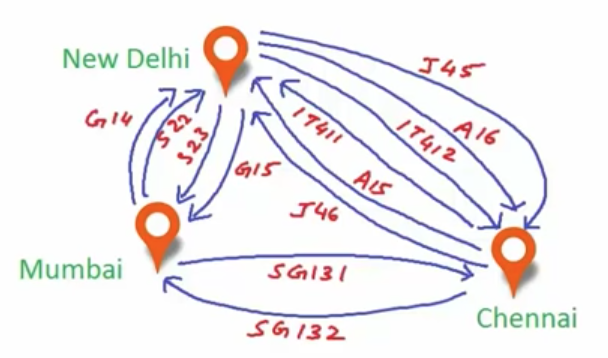 New Delhi
J45
G14
S22
S23
G15
IT411
IT412
A16
A15
J46
Mumbai
SG131
Chennai
SG132